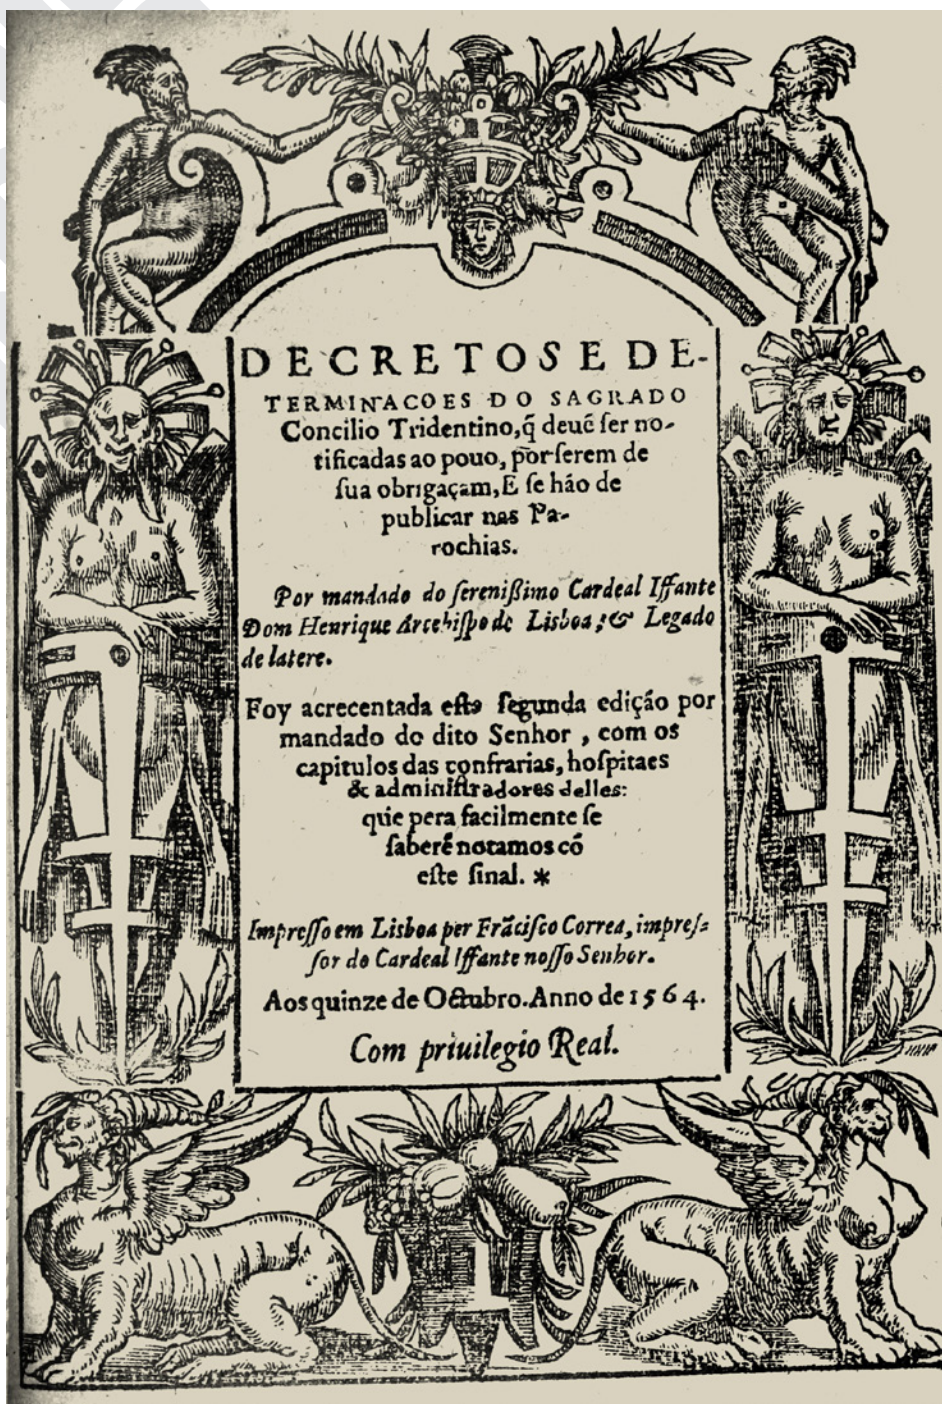 DECRETOS E DE-
TERMINACOES DO SAGRADO
Concilio Tridentino, q̃ deuẽ ſer no-
tificadas ao pouo, por ſerem de
ſua obrigaçam, E ſe hão de
publicar nas Pa-
rochias.
Por mandado do ſereniſſimo Cardeal Iffante
Dom Henrique Arcebiſpo de Lisboa, & Legado
de latere.
Foy acrecentada eſta ſegunda edição por
mandado do dito Senhor, com os
capitulos das confrarias, hoſpitaes
& adminiſtradores delles:
que pera facilmente ſe
ſaberẽ notamos cõ
eſte ſinal. *
Impreſſo em Lisboa per Frãciſco Correa, impreſ-
ſor do Cardeal Iffante noſſo Senhor.
Aos quinze de Octubro. Anno de 1564.
Com priuilegio Real.